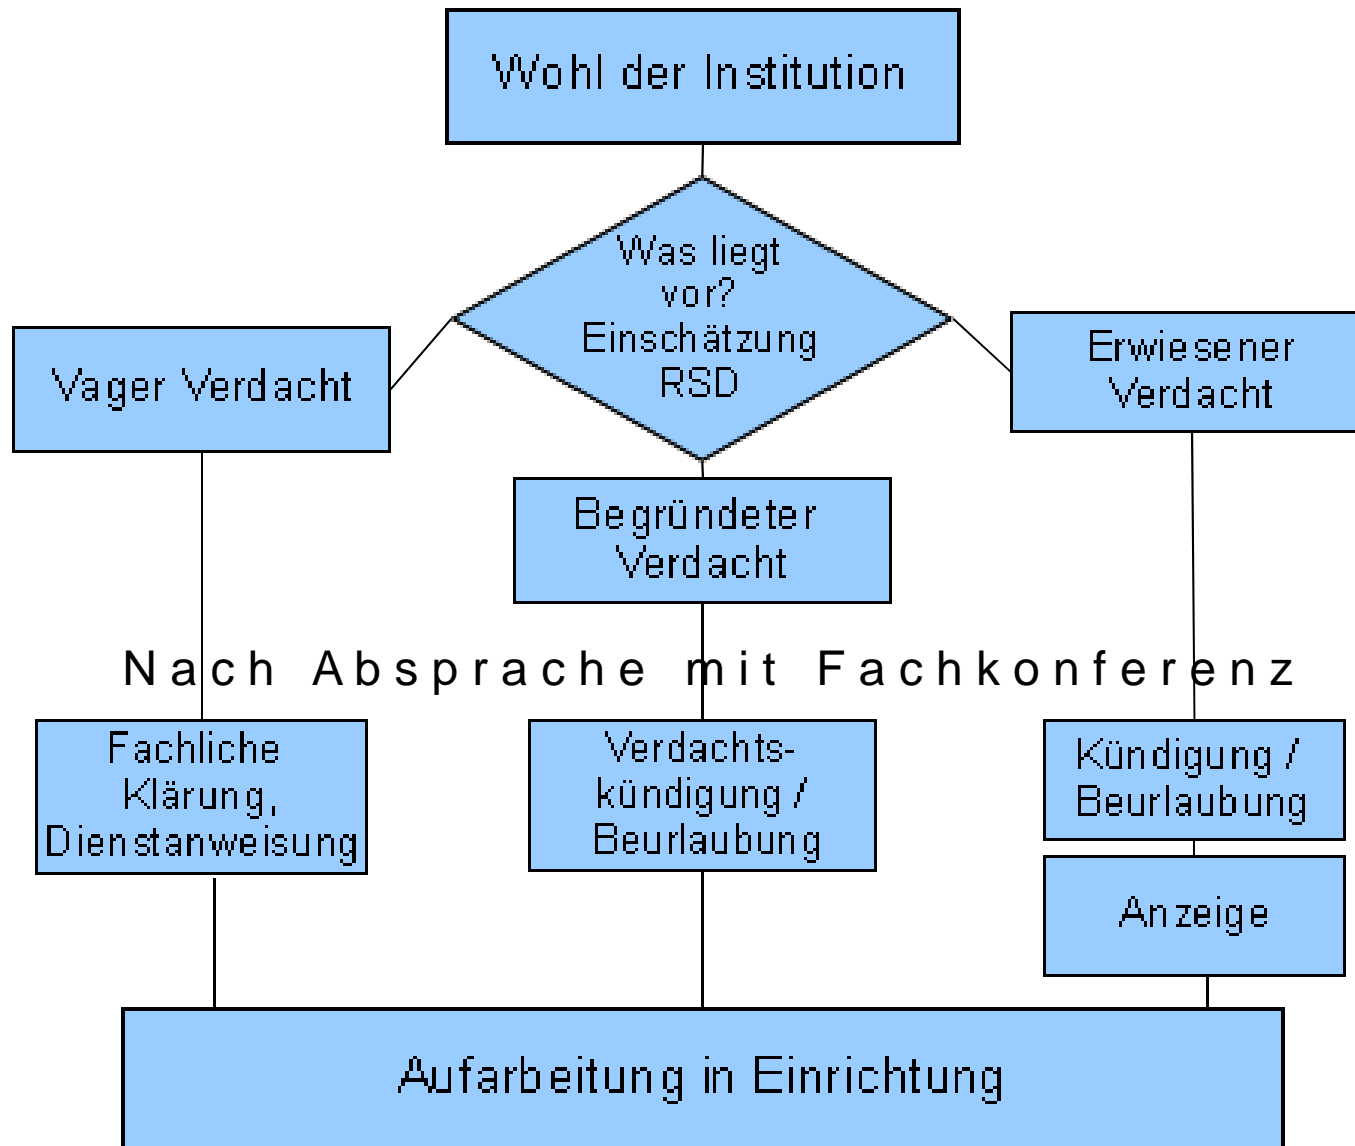 Wohl der Institution
Was liegt
vor?
Einschätzung
RSD
Vager Verdacht
Erwiesener
Verdacht
Begründeter
Verdacht
Nach Absprache mit Fachkonferenz
Fachliche
Klärung,
Dienstanweisung
Verdachts-
kündigung /
Beurlaubung
Kündigung /
Beurlaubung
Anzeige
Aufarbeitung in Einrichtung